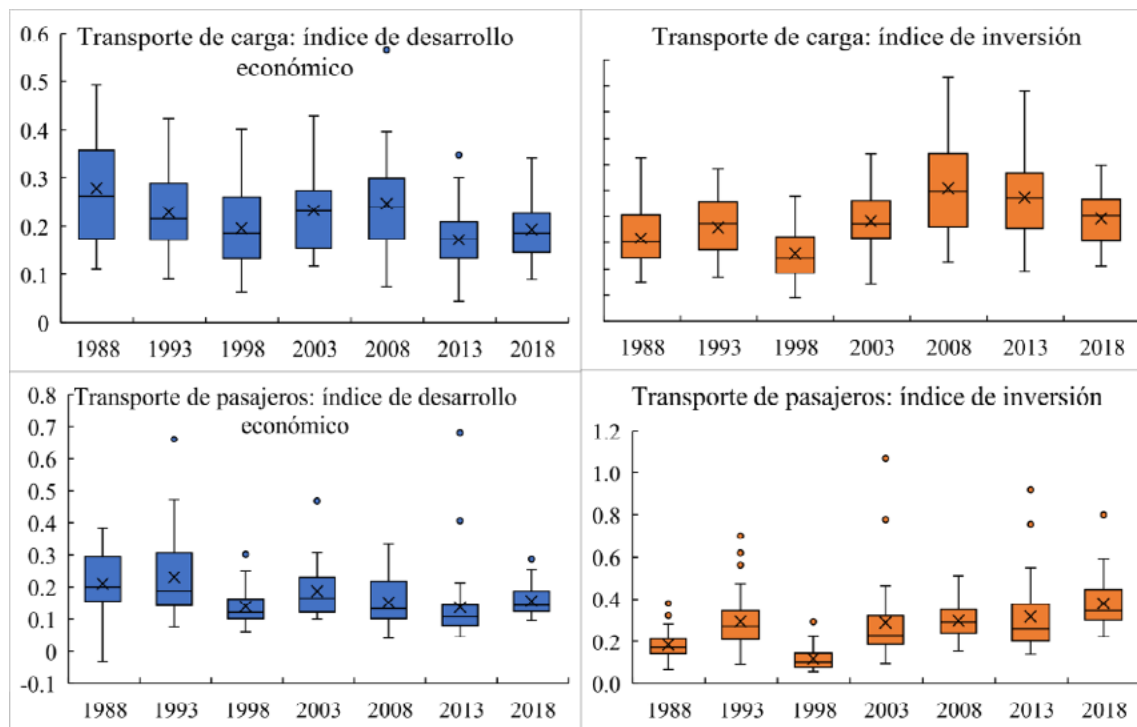 Transporte de carga: índice de desarrollo
económico
0.6
0.5
0.4
0.3
0.2
0.1
0
1988 1993 1998 2003 2008 2013 2018
Transporte de carga: índice de inversión
1988 1993 1998 2003 2008 2013 2018
Transporte de pasajeros: índice de desarrollo
económico
0.8
0.7
0.6
0.5
0.4
0.3
0.2
0.1
0
-0.1
1988 1993 1998 2003 2008 2013 2018
Transporte de pasajeros: índice de inversión
1.2
1.0
0.8
0.6
0.4
0.2
0.0
1988 1993 1998 2003 2008 2013 2018